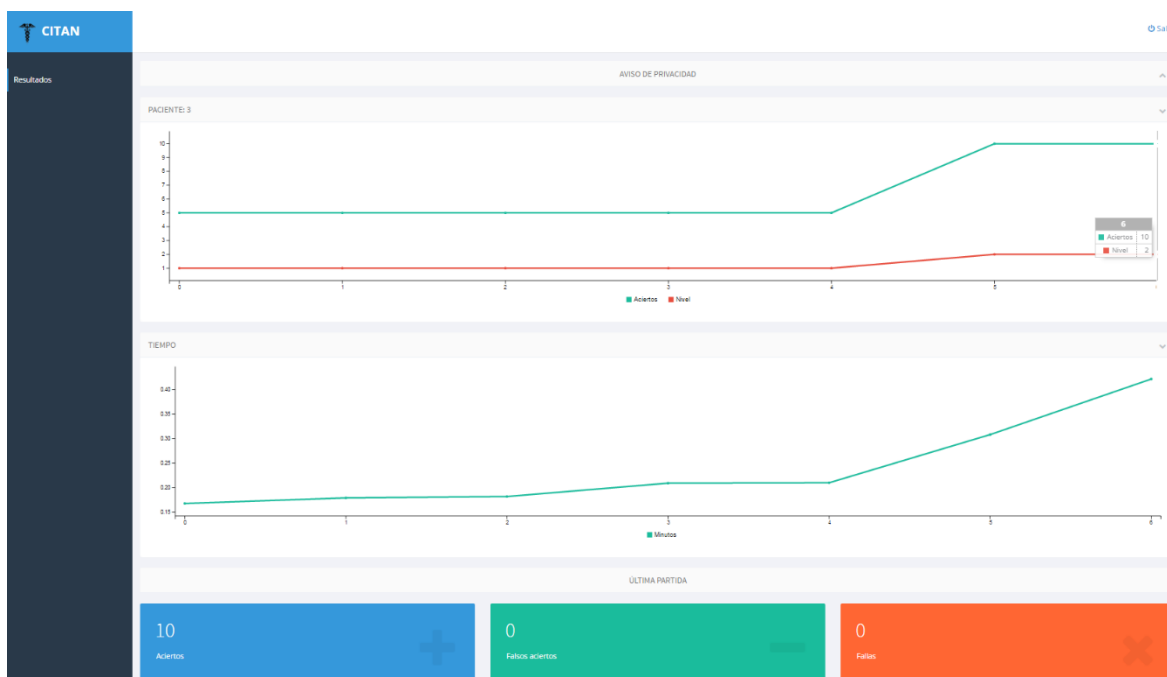 CITAN
Sal
Resultados
AVISO DE PRIVACIDAD
PACIENTE: 3
10
9
8
7
6
5
4
3
2
1
0 1 2 3 4 5
6
Aciertos 10
Nivel 2
Aciertos Nivel
TIEMPO
0.40
0.35
0.30
0.25
0.20
0.15
0 1 2 3 4 5 6
Minutos
ÚLTIMA PARTIDA
10
Aciertos
0
Falsos aciertos
0
Fallas